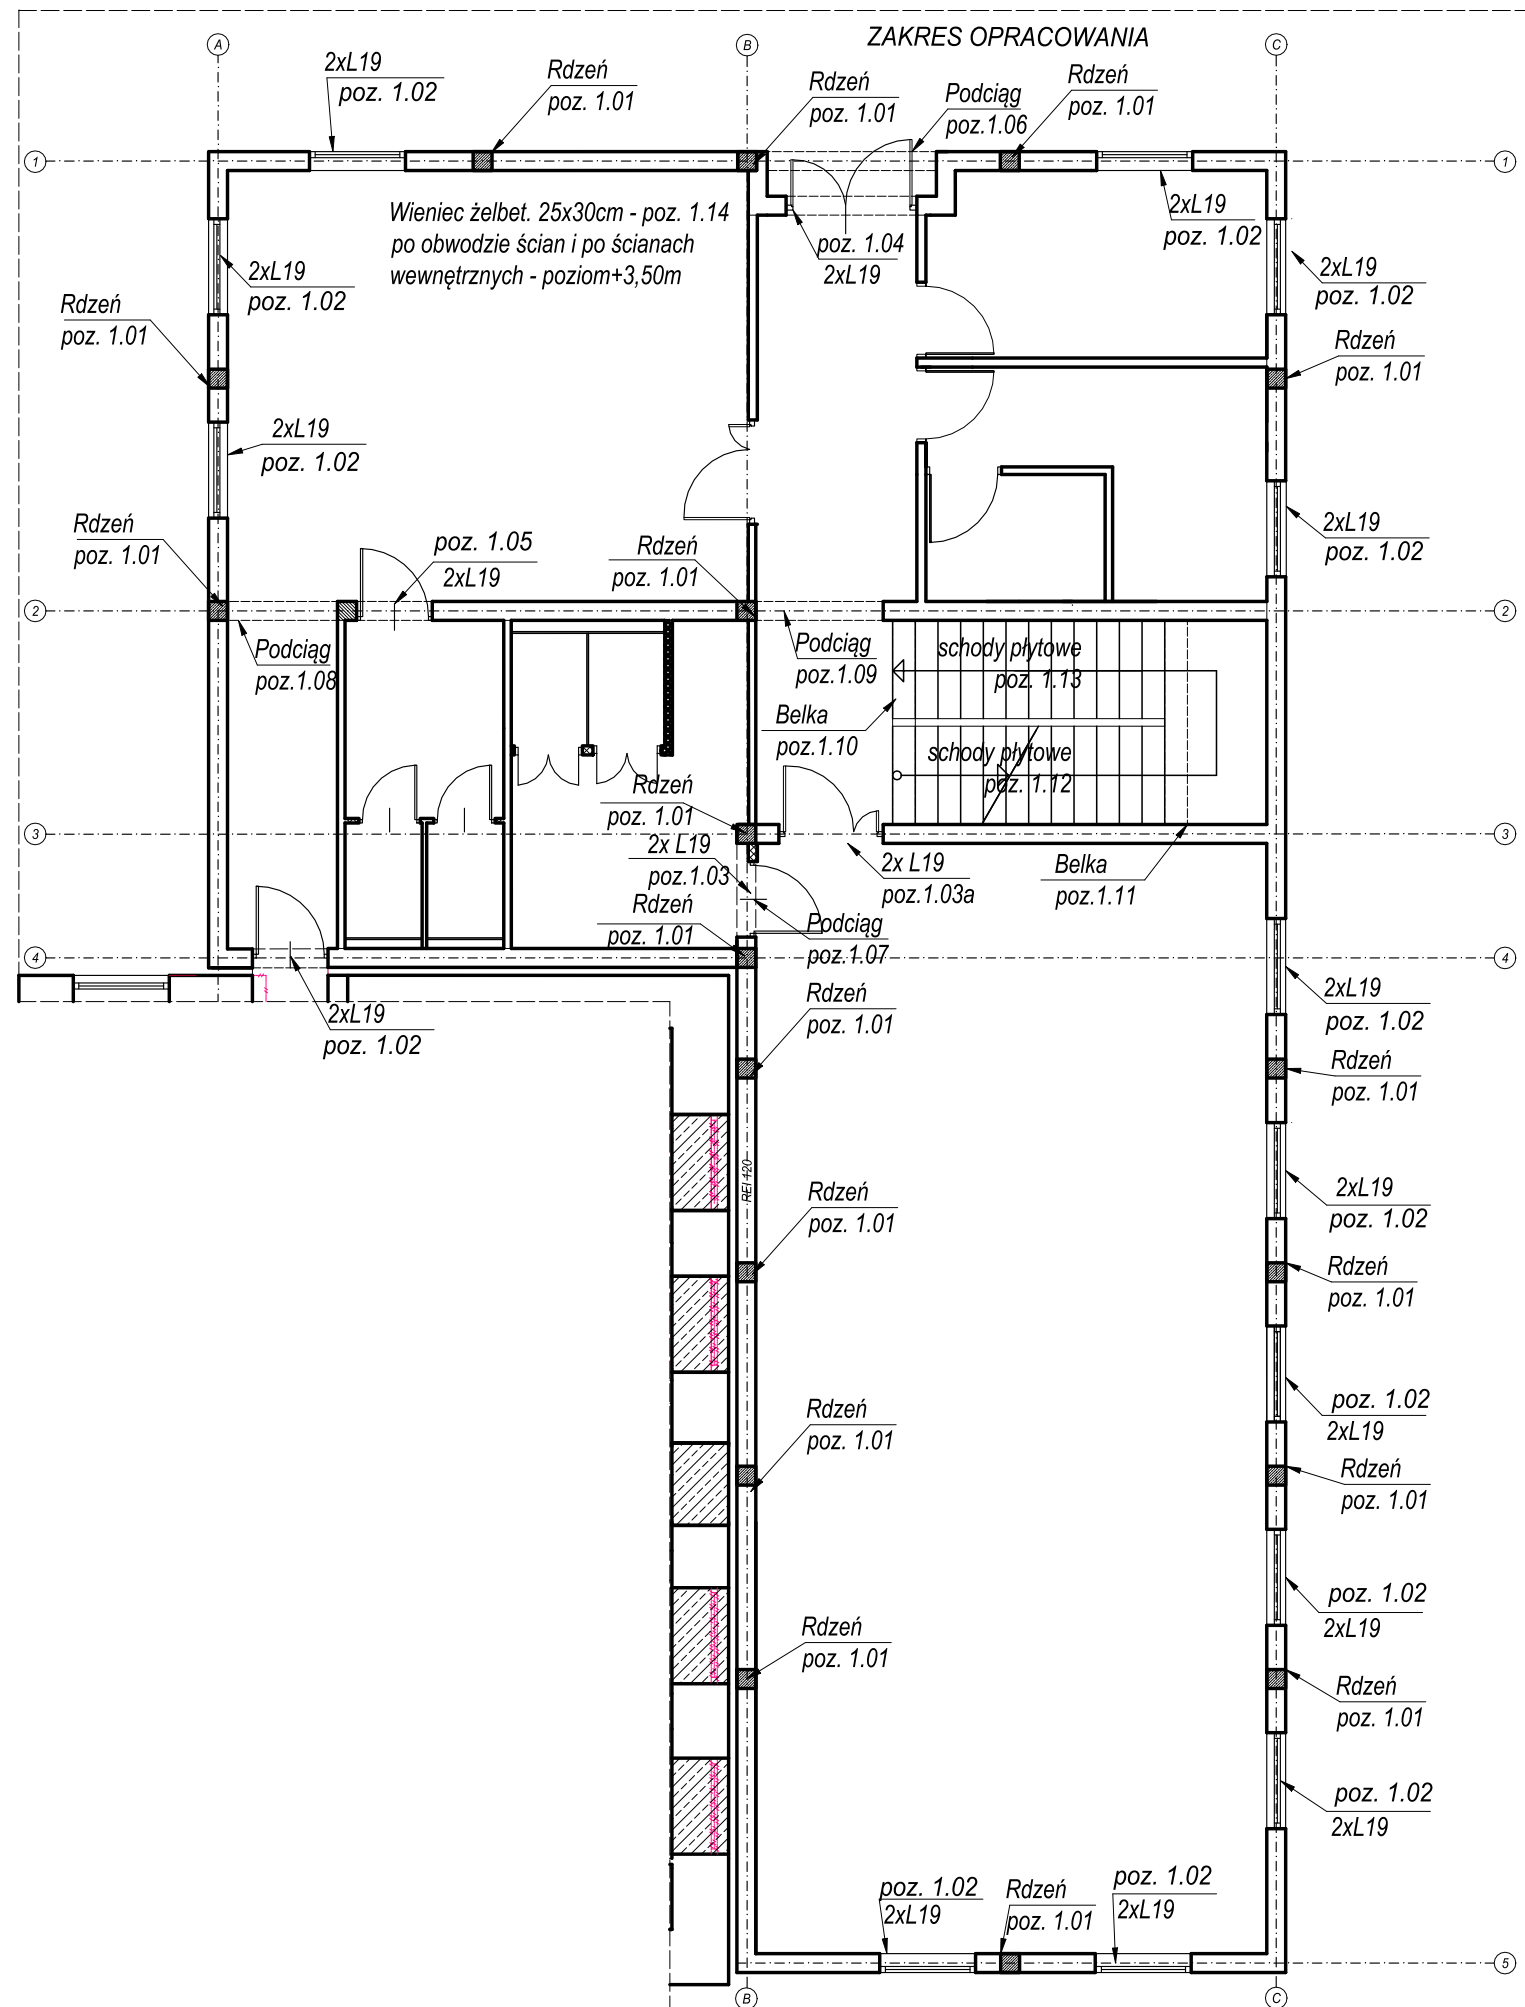 ZAKRES OPRACOWANIA
A
B
C
2xL19
poz. 1.02
Rdzeń
poz. 1.01
Rdzeń
poz. 1.01
Podciąg
poz.1.06
Rdzeń
poz. 1.01
1
1
Wieniec żelbet. 25x30cm - poz. 1.14
po obwodzie ścian i po ścianach
wewnętrznych - poziom+3,50m
poz. 1.04
2xL19
2xL19
poz. 1.02
2xL19
poz. 1.02
2xL19
poz. 1.02
Rdzeń
poz. 1.01
Rdzeń
poz. 1.01
2xL19
poz. 1.02
2xL19
poz. 1.02
Rdzeń
poz. 1.01
poz. 1.05
2xL19
Rdzeń
poz. 1.01
2
2
Podciąg
poz.1.08
Podciąg
poz.1.09
schody płytowe
poz. 1.13
Belka
poz.1.10
schody płytowe
poz. 1.12
Rdzeń
poz. 1.01
3
3
2x L19
poz.1.03
2x L19
poz.1.03a
Belka
poz.1.11
Rdzeń
poz. 1.01
Podciąg
poz.1.07
4
4
2xL19
poz. 1.02
Rdzeń
poz. 1.01
2xL19
poz. 1.02
Rdzeń
poz. 1.01
REI 120
Rdzeń
poz. 1.01
2xL19
poz. 1.02
Rdzeń
poz. 1.01
Rdzeń
poz. 1.01
poz. 1.02
2xL19
Rdzeń
poz. 1.01
poz. 1.02
2xL19
Rdzeń
poz. 1.01
Rdzeń
poz. 1.01
poz. 1.02
2xL19
poz. 1.02
2xL19
Rdzeń
poz. 1.01
poz. 1.02
2xL19
5
B
C